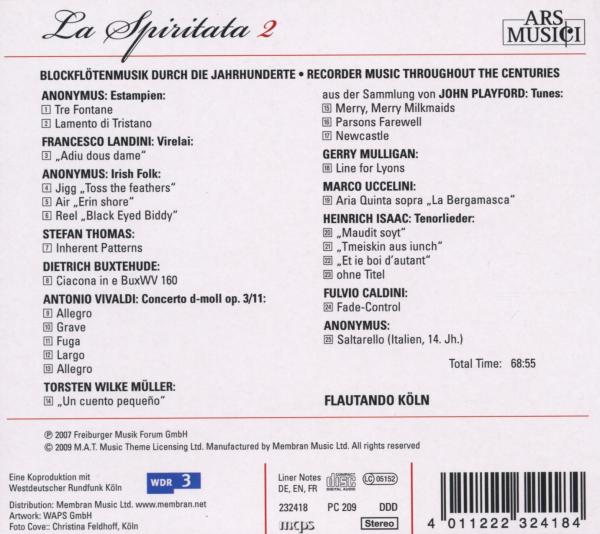 La Spiritata 2
ARS
MUSICI
BLOCKFLÖTENMUSIK DURCH DIE JAHRHUNDERTE • RECORDER MUSIC THROUGHOUT THE CENTURIES
ANONYMUS: Estampien:
1 Tre Fontane
2 Lamento di Tristano
FRANCESCO LANDINI: Virelai:
3 „Adiu dous dame"
ANONYMUS: Irish Folk:
4 Jigg „Toss the feathers"
5 Air „Erin shore"
6 Reel „Black Eyed Biddy"
STEFAN THOMAS:
7 Inherent Patterns
DIETRICH BUXTEHUDE:
8 Ciacona in e BuxWV 160
ANTONIO VIVALDI: Concerto d-moll op. 3/11:
9 Allegro
10 Grave
11 Fuga
12 Largo
13 Allegro
TORSTEN WILKE MÜLLER:
14 „Un cuento pequeño"
aus der Sammlung von JOHN PLAYFORD: Tunes:
15 Merry, Merry Milkmaids
16 Parsons Farewell
17 Newcastle
GERRY MULLIGAN:
18 Line for Lyons
MARCO UCCELINI:
19 Aria Quinta sopra „La Bergamasca"
HEINRICH ISAAC: Tenorlieder:
20 „Maudit soyt"
21 „Tmeiskin aus iunch"
22 „Et ie boi d'autant"
23 ohne Titel
FULVIO CALDINI:
24 Fade-Control
ANONYMUS:
25 Saltarello (Italien, 14. Jh.)
Total Time: 68:55
FLAUTANDO KÖLN
℗ 2007 Freiburger Musik Forum GmbH
© 2009 M.A.T. Music Theme Licensing Ltd. Manufactured by Membran Music Ltd. Made in Germany
Eine Koproduktion mit
Westdeutscher Rundfunk Köln
WDR 3
Distribution: Membran Music Ltd. www.membran.net
Artwork: WAPS GmbH
Foto Cove:: Christina Feldhoff, Köln
Liner Notes
DE, EN, FR
COMPACT
disc
DIGITAL AUDIO
LC 05152
232418 PC 209 DDD
mcps
Stereo
4 011222 324184